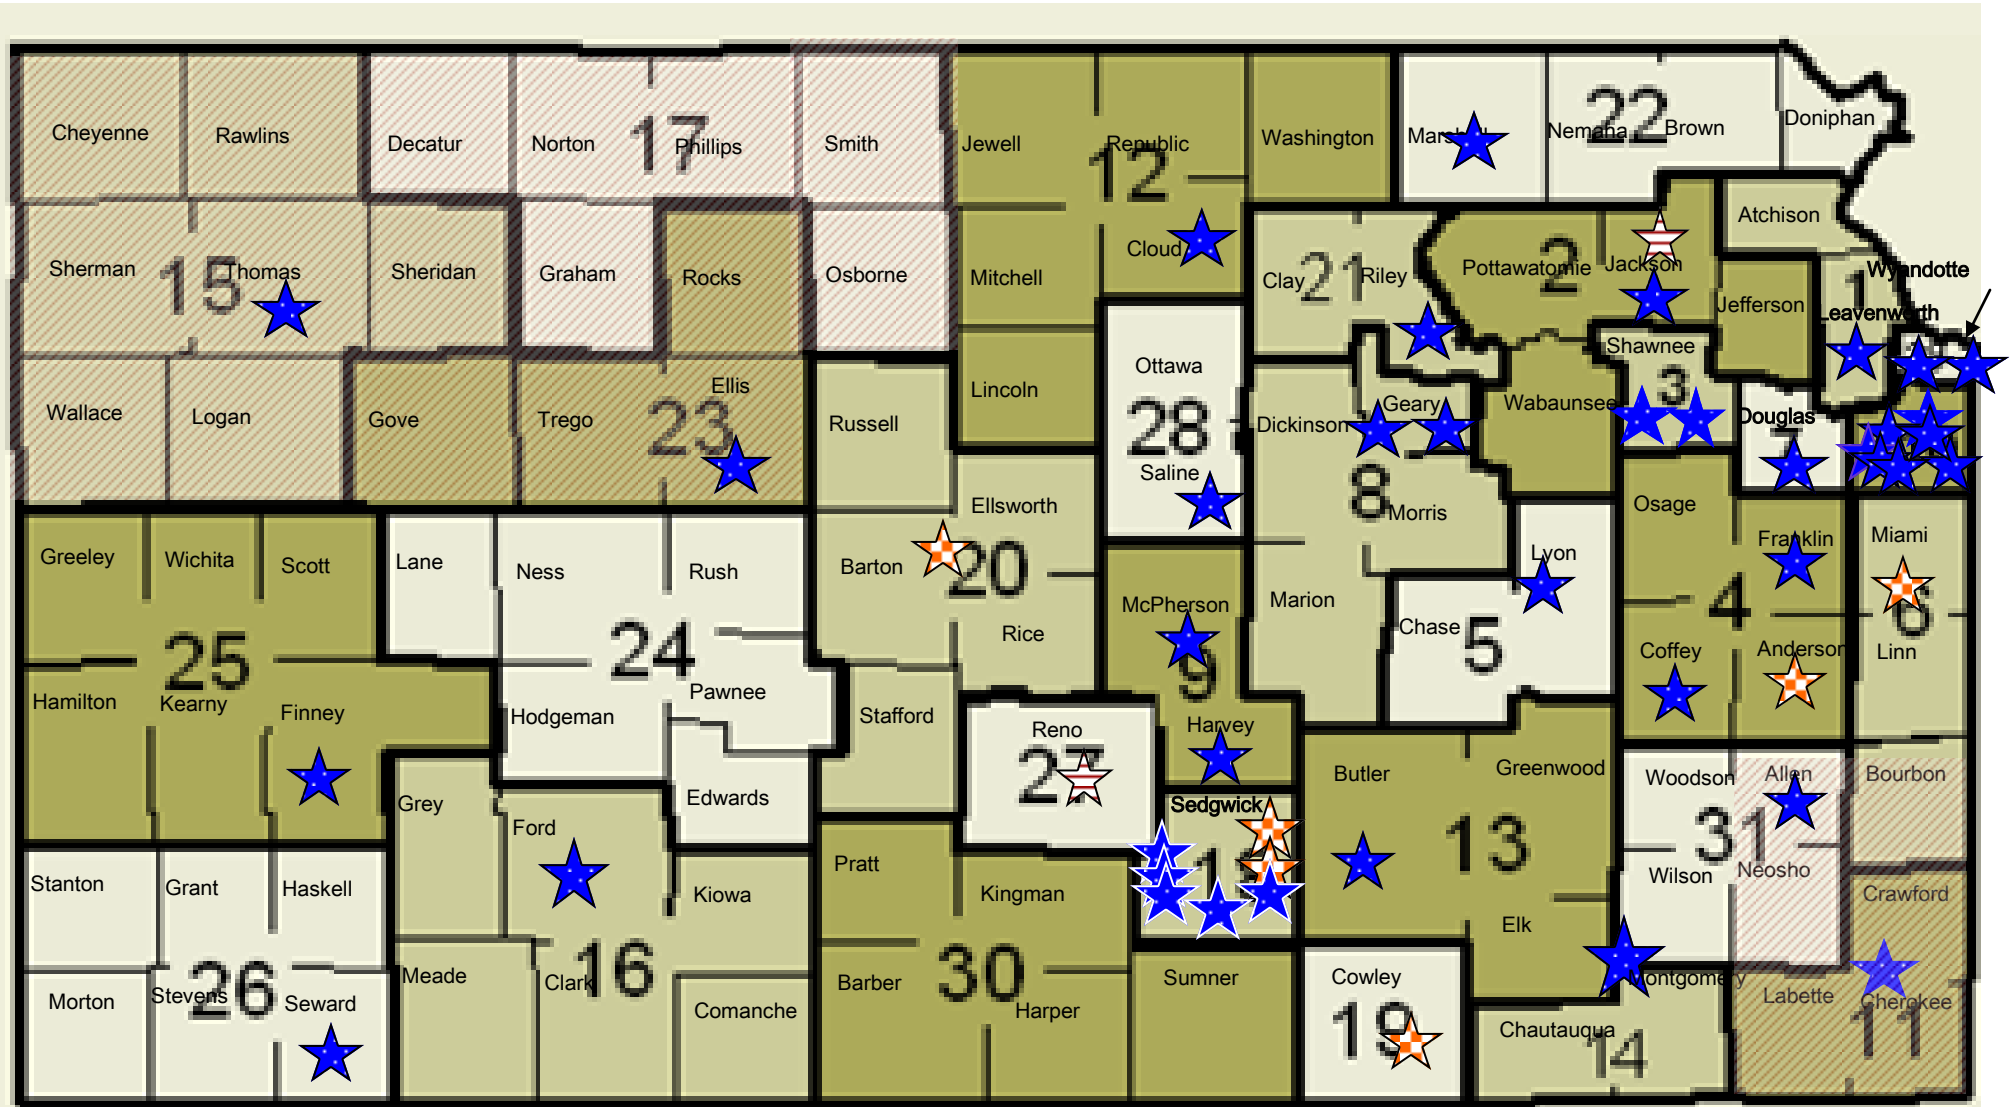 Cheyenne
Rawlins
Decatur
Norton
17
Phillips
Smith
Jewell
Republic
12
Washington
Nemaha
22
Brown
Doniphan
Atchison
Sherman
15
Thomas
Sheridan
Graham
Rocks
Osborne
Mitchell
Cloud
Clay
21
Riley
Pottawatomie
2
Jackson
Jefferson
1
Wyandotte
Leavenworth
Wallace
Logan
Gove
Trego
Ellis
23
Russell
Lincoln
Ottawa
28
Saline
Dickinson
Geary
8
Morris
Wabaunsee
Shawnee
3
Douglas
Greeley
Wichita
Scott
Lane
Ness
Rush
Barton
Ellsworth
20
Rice
McPherson
9
Marion
Chase
5
Lyon
Osage
Franklin
4
Coffey
Anderson
Miami
6
Linn
25
Hamilton
Kearny
Finney
24
Hodgeman
Pawnee
Stafford
Reno
27
Harvey
Sedgwick
Butler
Greenwood
13
Elk
Woodson
Allen
31
Wilson
Neosho
Bourbon
Crawford
Grey
Ford
Edwards
Pratt
Kingman
Kiowa
Stanton
Grant
Haskell
26
Morton
Stevens
Seward
Meade
Clark
16
Comanche
Barber
30
Harper
Sumner
Cowley
19
Chautauqua
14
Montgomery
Labette
Cherokee
11